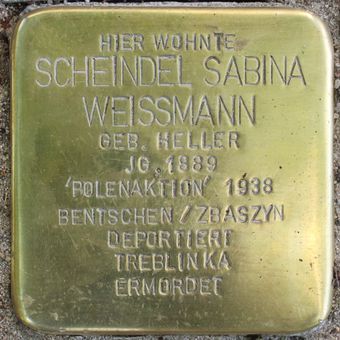 HIER WOHNTE
SCHEINDEL SABINA
WEISSMANN
GEB. HELLER
JG. 1889
'POLENAKTION' 1938
BENTSCHEN / ZBASZYN
DEPORTIERT
TREBLINKA
ERMORDET